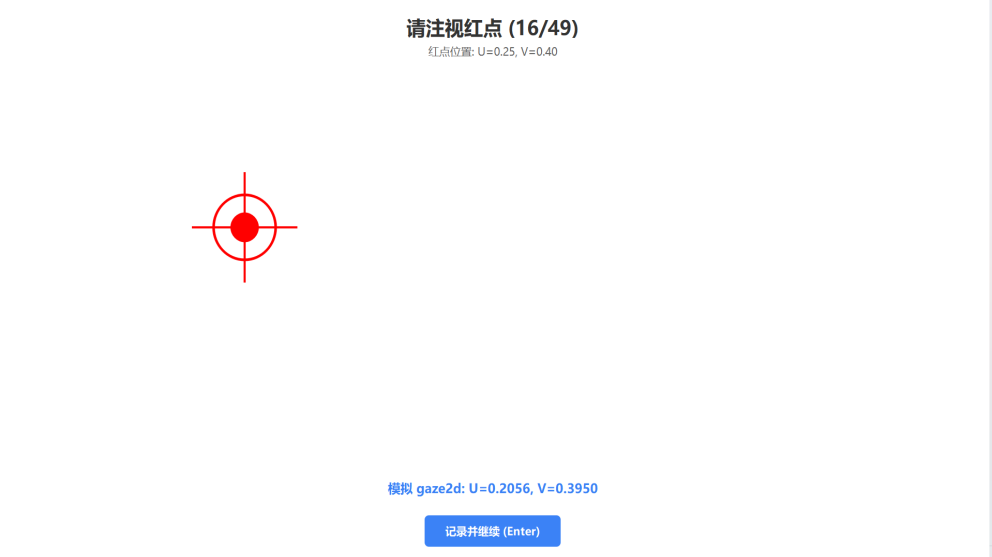 请注视红点 (16/49)
红点位置: U=0.25, V=0.40
模拟 gaze2d: U=0.2056, V=0.3950
记录并继续 (Enter)